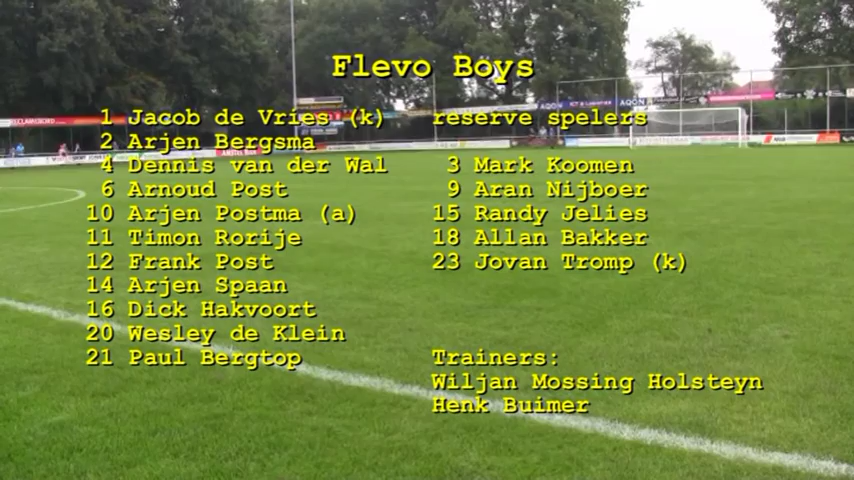 Flevo Boys
1 Jacob de Vries (k)
2 Arjen Bergsma
4 Dennis van der Wal
6 Arnoud Post
10 Arjen Postma (a)
11 Timon Rorije
12 Frank Post
14 Arjen Spaan
16 Dick Hakvoort
20 Wesley de Klein
21 Paul Bergtop
reserve spelers
3 Mark Koomen
9 Aran Nijboer
15 Randy Jelies
18 Allan Bakker
23 Jovan Tromp (k)
Trainers:
Wiljan Mossing Holsteyn
Henk Buimer
AQON
AQON